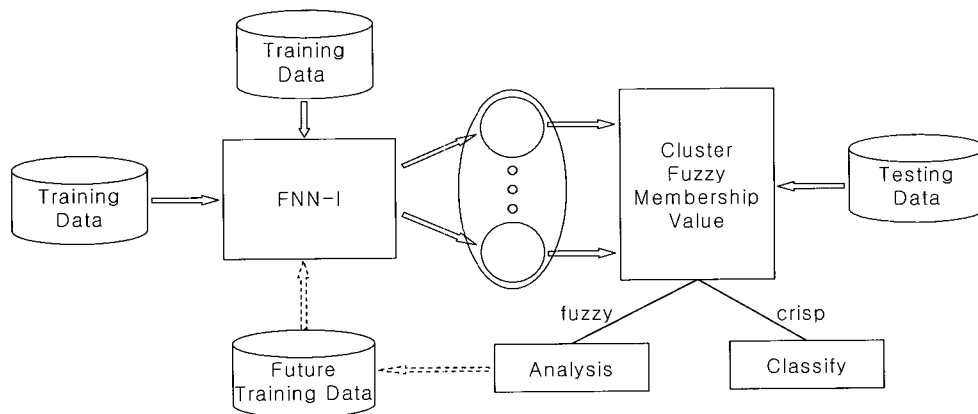 Training
Data
Training
Data
FNN-I
Cluster
Fuzzy
Membership
Value
Testing
Data
fuzzy
crisp
Future
Training Data
Analysis
Classify